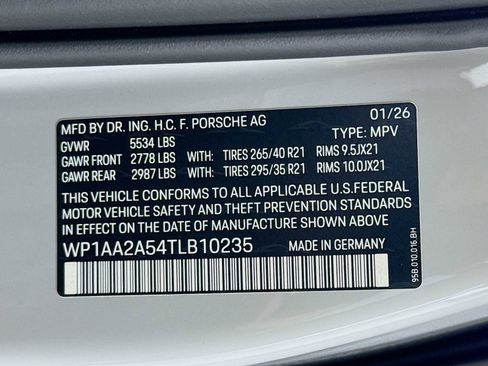 MFD BY DR. ING. H.C. F. PORSCHE AG 01/26
GVWR 5534 LBS TYPE: MPV
GAWR FRONT 2778 LBS WITH: TIRES 265/40 R21 RIMS 9.5JX21
GAWR REAR 2987 LBS WITH: TIRES 295/35 R21 RIMS 10.0JX21
THIS VEHICLE CONFORMS TO ALL APPLICABLE U.S.FEDERAL
MOTOR VEHICLE SAFETY AND THEFT PREVENTION STANDARDS
IN EFFECT ON THE DATE OF MANUFACTURE SHOWN ABOVE
WP1AA2A54TLB10235
95B.010.016.BH